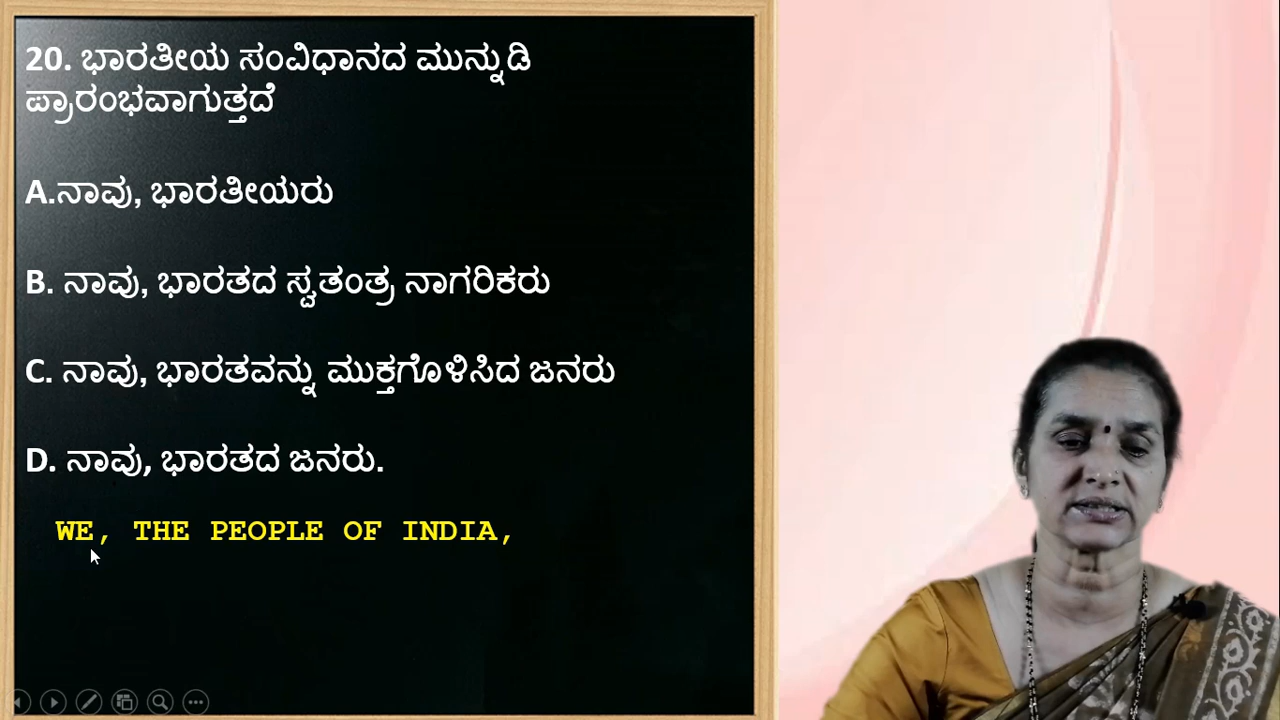 20. ಭಾರತೀಯ ಸಂವಿಧಾನದ ಮುನ್ನುಡಿ
ಪ್ರಾರಂಭವಾಗುತ್ತದೆ
A.ನಾವು, ಭಾರತೀಯರು
B. ನಾವು, ಭಾರತದ ಸ್ವತಂತ್ರ ನಾಗರಿಕರು
C. ನಾವು, ಭಾರತವನ್ನು ಮುಕ್ತಗೊಳಿಸಿದ ಜನರು
D. ನಾವು, ಭಾರತದ ಜನರು.
WE, THE PEOPLE OF INDIA,